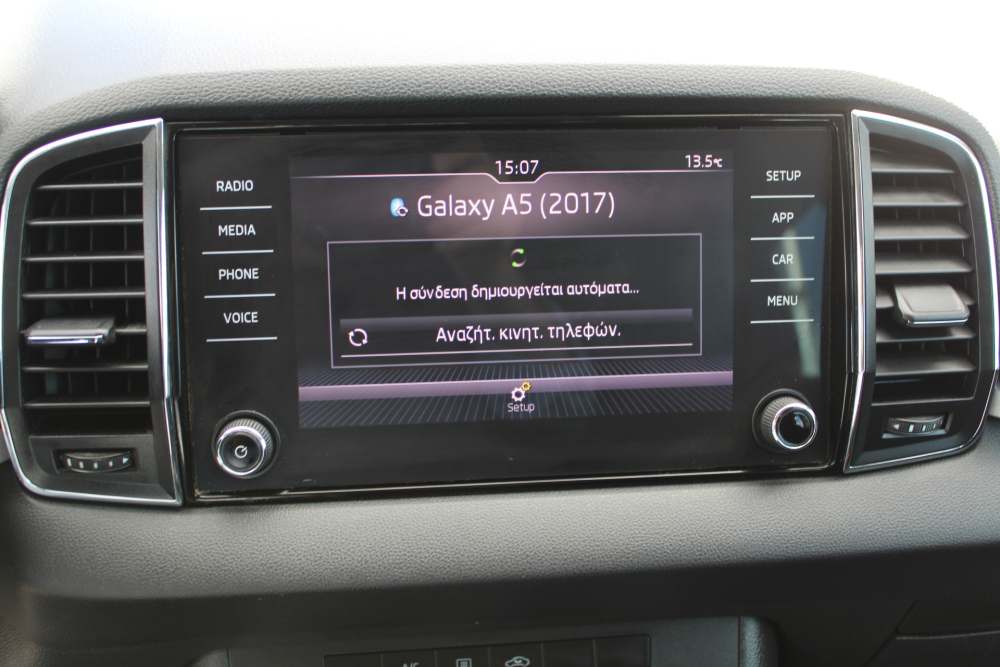 15:07
13.5°C
Galaxy A5 (2017)
Η σύνδεση δημιουργείται αυτόματα...
Αναζήτ. κινητ. τηλεφών.
Setup
RADIO
MEDIA
PHONE
VOICE
SETUP
APP
CAR
MENU